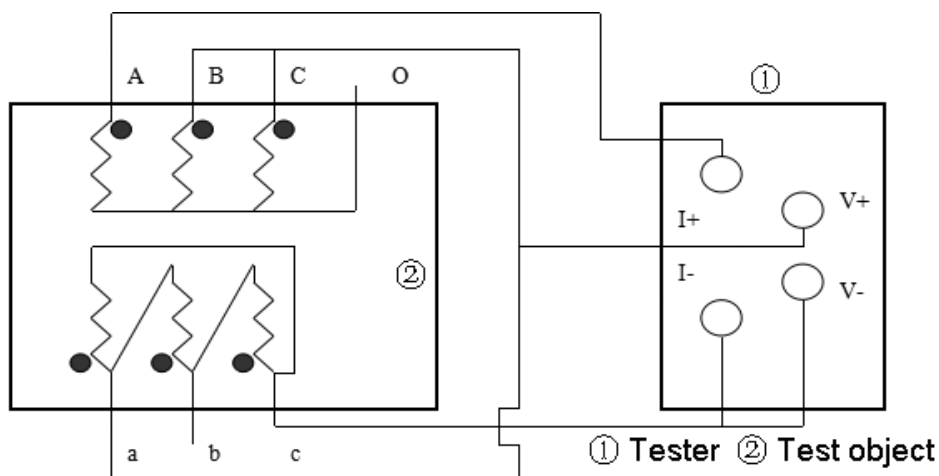 ①
A B C O
V+
I+
②
I-
V-
a b c
① Tester ② Test object